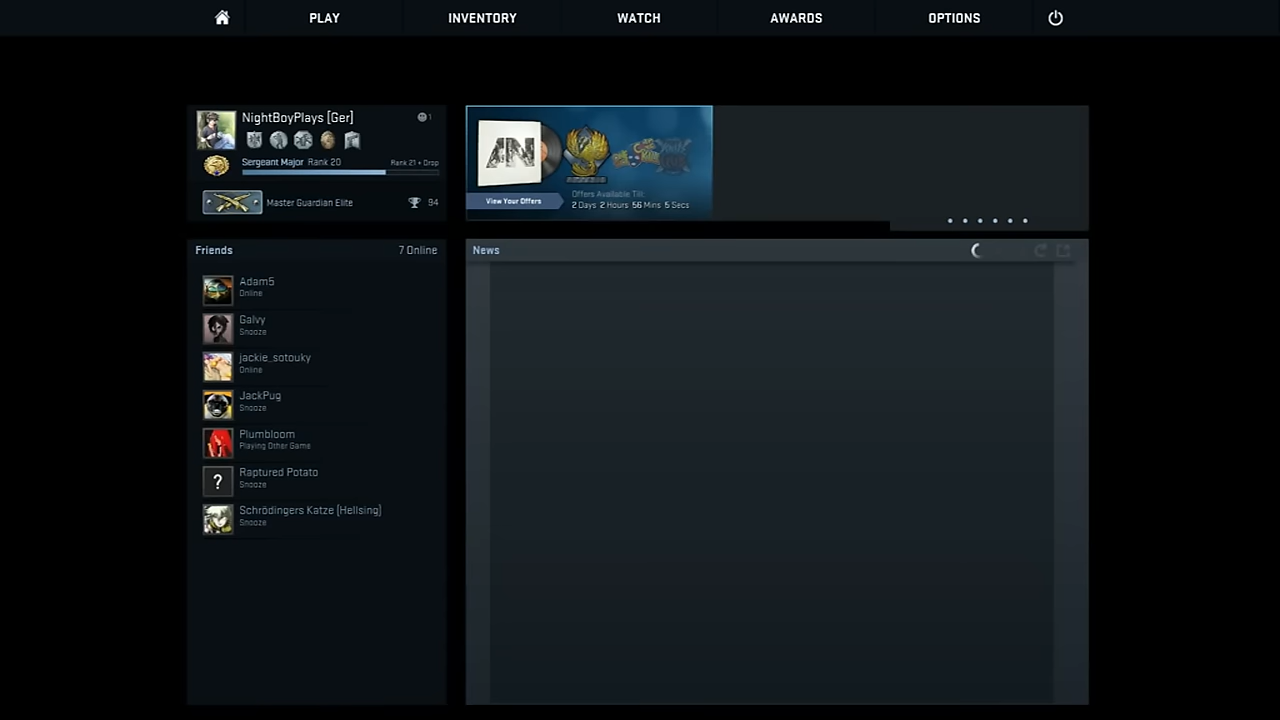 PLAY
INVENTORY
WATCH
AWARDS
OPTIONS
NightBoyPlays [Ger]
1
Sergeant Major Rank 20
Rank 21 + Drop
Master Guardian Elite
94
View Your Offers
Offers Available Till:
2 Days 2 Hours 56 Mins 5 Secs
Friends
7 Online
News
Adam5
Online
Galvy
Snooze
jackie_sotouky
Online
JackPug
Snooze
Plumbloom
Playing Other Game
?
Raptured Potato
Snooze
Schrödingers Katze (Hellsing)
Snooze